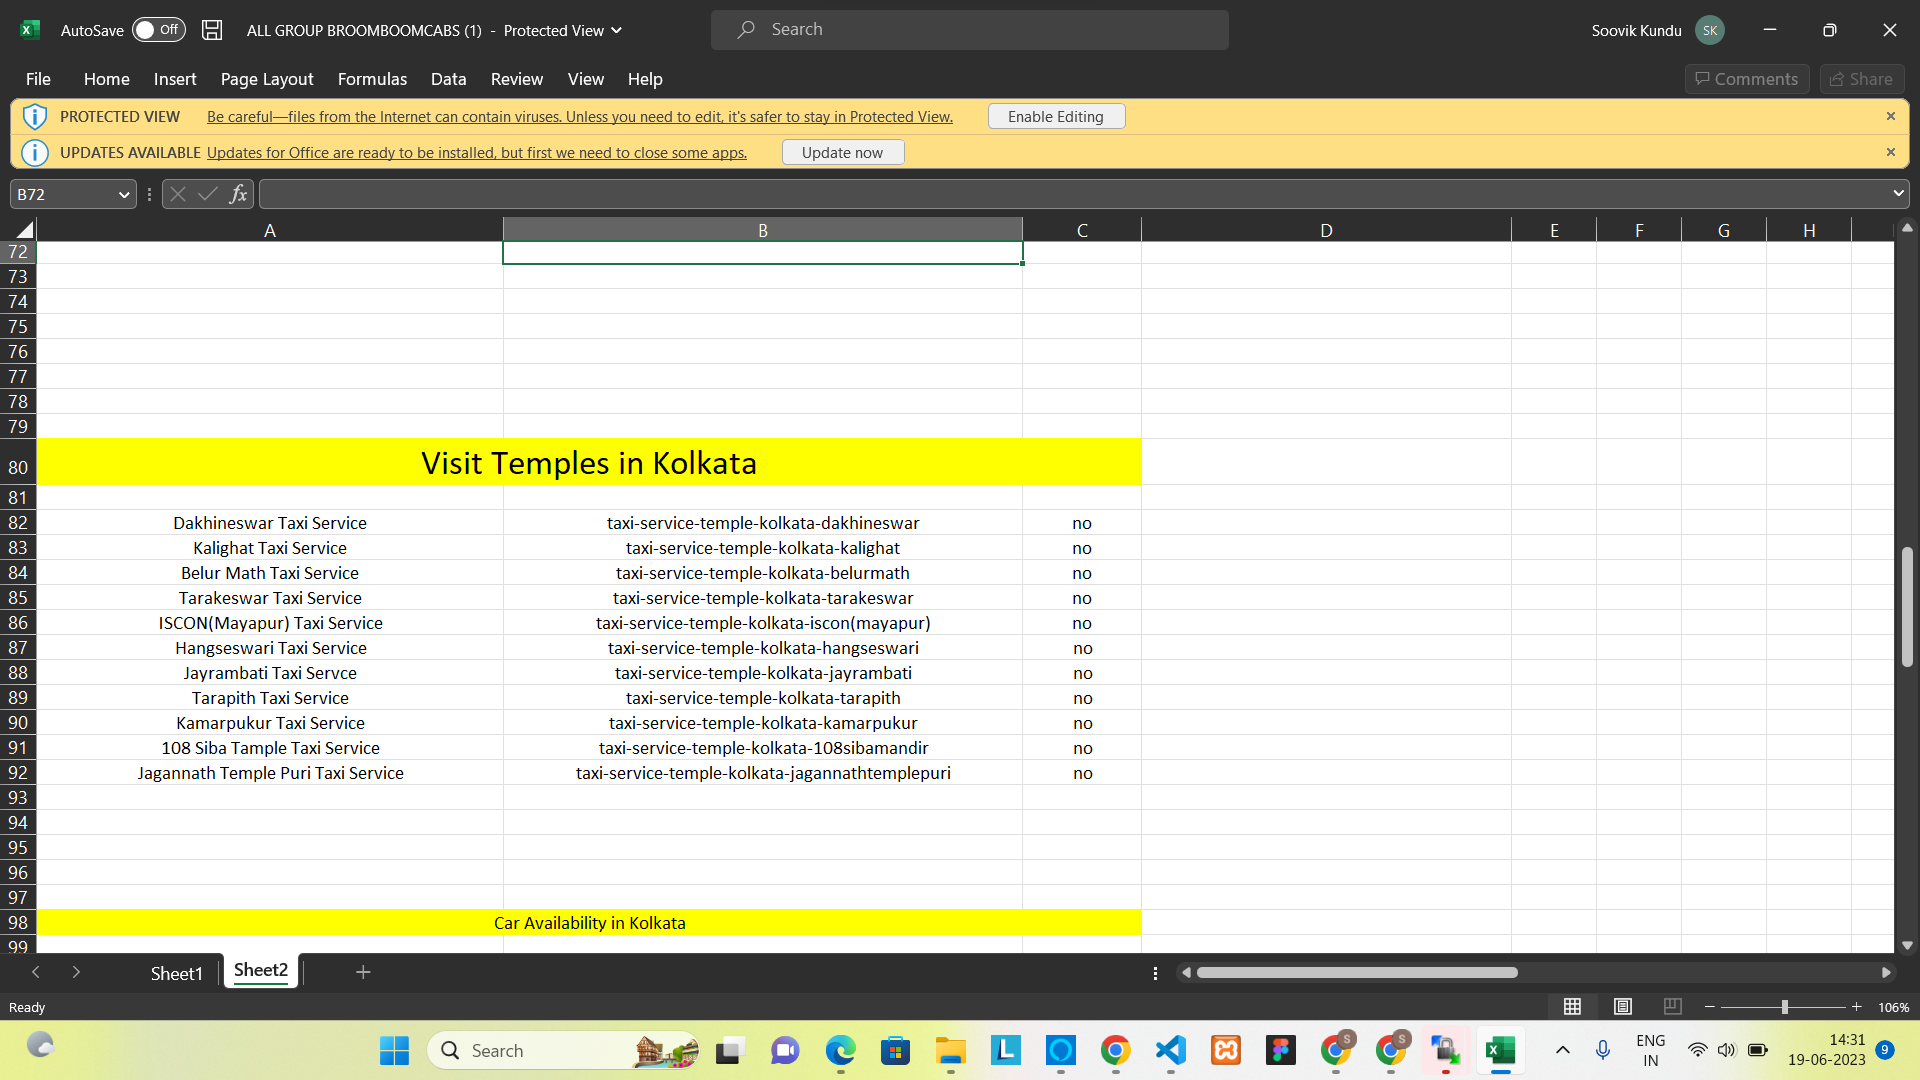 AutoSave Off ALL GROUP BROOMBOOMCABS (1) - Protected View Search Soovik Kundu SK
File Home Insert Page Layout Formulas Data Review View Help Comments Share
PROTECTED VIEW Be careful—files from the Internet can contain viruses. Unless you need to edit, it's safer to stay in Protected View. Enable Editing
UPDATES AVAILABLE Updates for Office are ready to be installed, but first we need to close some apps. Update now
B72 fx
A B C D E F G H
72
73
74
75
76
77
78
79
80 Visit Temples in Kolkata
81
82 Dakhineswar Taxi Service taxi-service-temple-kolkata-dakhineswar no
83 Kalighat Taxi Service taxi-service-temple-kolkata-kalighat no
84 Belur Math Taxi Service taxi-service-temple-kolkata-belurmath no
85 Tarakeswar Taxi Service taxi-service-temple-kolkata-tarakeswar no
86 ISCON(Mayapur) Taxi Service taxi-service-temple-kolkata-iscon(mayapur) no
87 Hangseswari Taxi Service taxi-service-temple-kolkata-hangseswari no
88 Jayrambati Taxi Servce taxi-service-temple-kolkata-jayrambati no
89 Tarapith Taxi Service taxi-service-temple-kolkata-tarapith no
90 Kamarpukur Taxi Service taxi-service-temple-kolkata-kamarpukur no
91 108 Siba Tample Taxi Service taxi-service-temple-kolkata-108sibamandir no
92 Jagannath Temple Puri Taxi Service taxi-service-temple-kolkata-jagannathtemplepuri no
93
94
95
96
97
98 Car Availability in Kolkata
99
Sheet1 Sheet2
Ready 106%
Search ENG 14:31
IN 19-06-2023 9